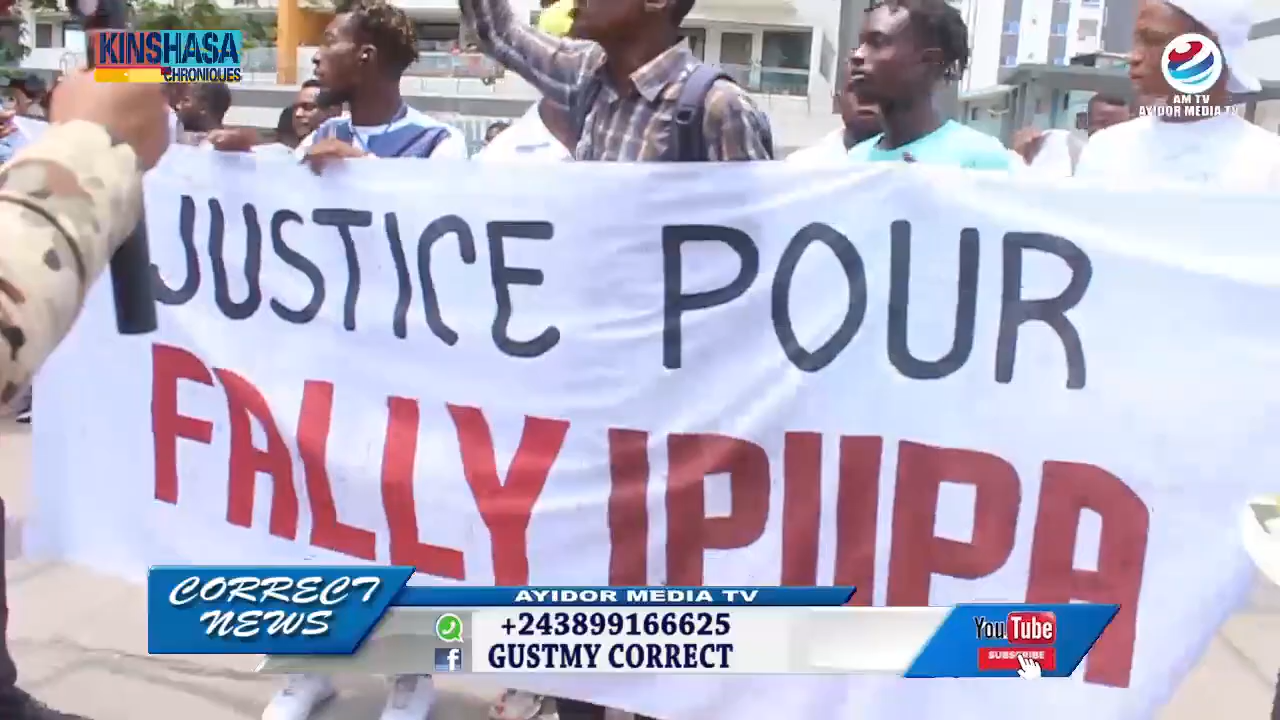 KINSHASA
CHRONIQUES
AM TV
AYIDOR MEDIA TV
JUSTICE POUR
FALLY IPUPA
CORRECT
NEWS
AYIDOR MEDIA TV
+243899166625
GUSTMY CORRECT
YouTube
SUBSCRIBE